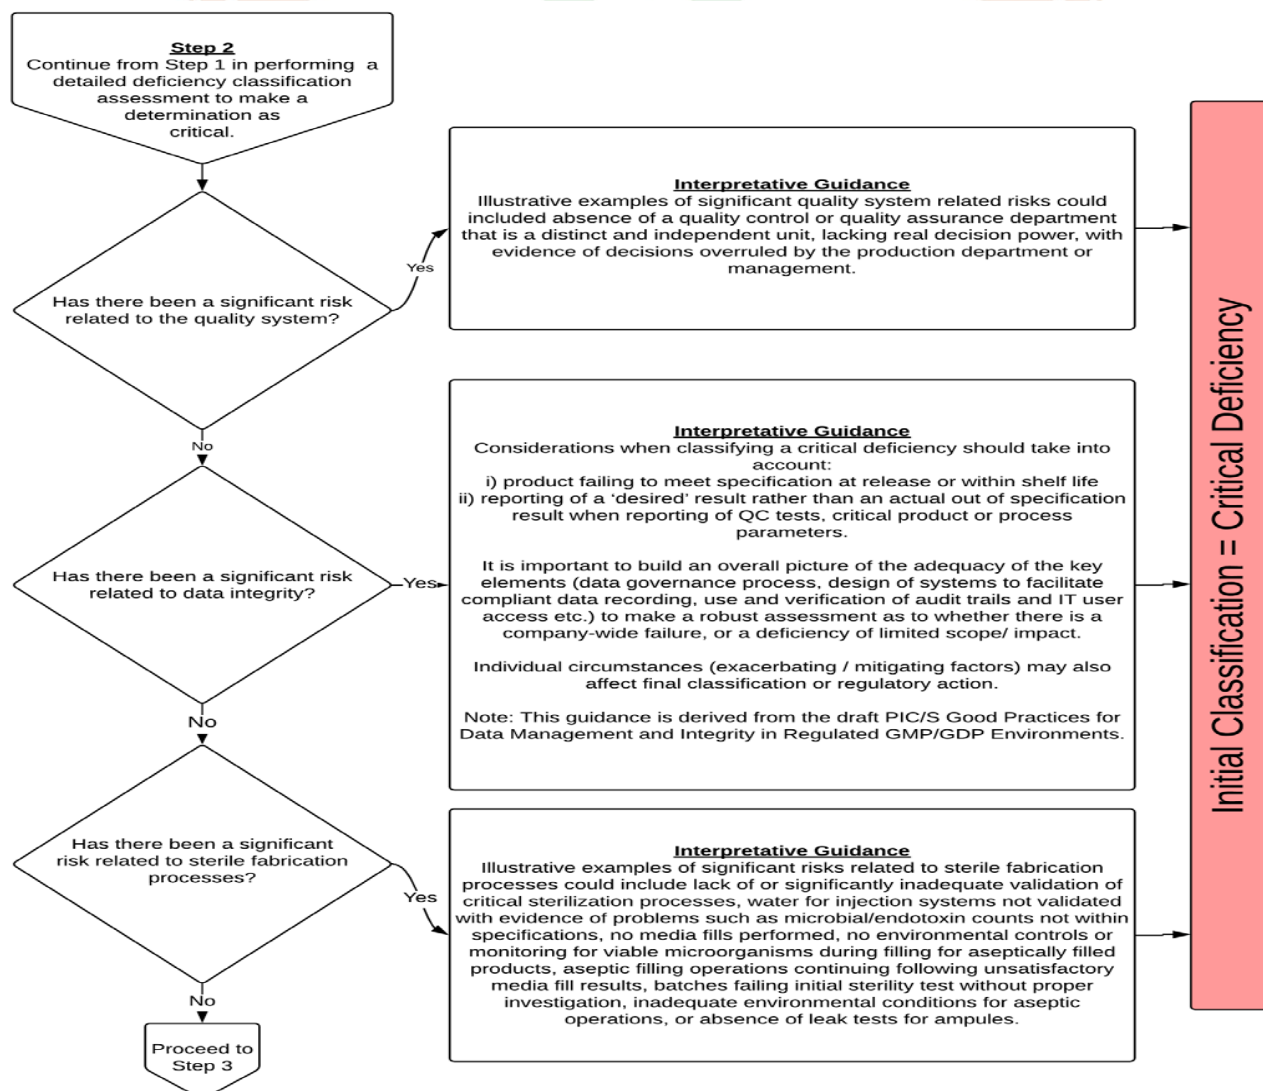 Step 2
Continue from Step 1 in performing a
detailed deficiency classification
assessment to make a
determination as
critical.
Has there been a significant risk
related to the quality system?
Yes
Interpretative Guidance
Illustrative examples of significant quality system related risks could
included absence of a quality control or quality assurance department
that is a distinct and independent unit, lacking real decision power, with
evidence of decisions overruled by the production department or
management.
No
Has there been a significant risk
related to data integrity?
Yes
Interpretative Guidance
Considerations when classifying a critical deficiency should take into
account:
i) product failing to meet specification at release or within shelf life
ii) reporting of a ‘desired’ result rather than an actual out of specification
result when reporting of QC tests, critical product or process
parameters.
It is important to build an overall picture of the adequacy of the key
elements (data governance process, design of systems to facilitate
compliant data recording, use and verification of audit trails and IT user
access etc.) to make a robust assessment as to whether there is a
company-wide failure, or a deficiency of limited scope/ impact.
Individual circumstances (exacerbating / mitigating factors) may also
affect final classification or regulatory action.
Note: This guidance is derived from the draft PIC/S Good Practices for
Data Management and Integrity in Regulated GMP/GDP Environments.
No
Has there been a significant
risk related to sterile fabrication
processes?
Yes
Interpretative Guidance
Illustrative examples of significant risks related to sterile fabrication
processes could include lack of or significantly inadequate validation of
critical sterilization processes, water for injection systems not validated
with evidence of problems such as microbial/endotoxin counts not within
specifications, no media fills performed, no environmental controls or
monitoring for viable microorganisms during filling for aseptically filled
products, aseptic filling operations continuing following unsatisfactory
media fill results, batches failing initial sterility test without proper
investigation, inadequate environmental conditions for aseptic
operations, or absence of leak tests for ampules.
No
Proceed to
Step 3
Initial Classification = Critical Deficiency